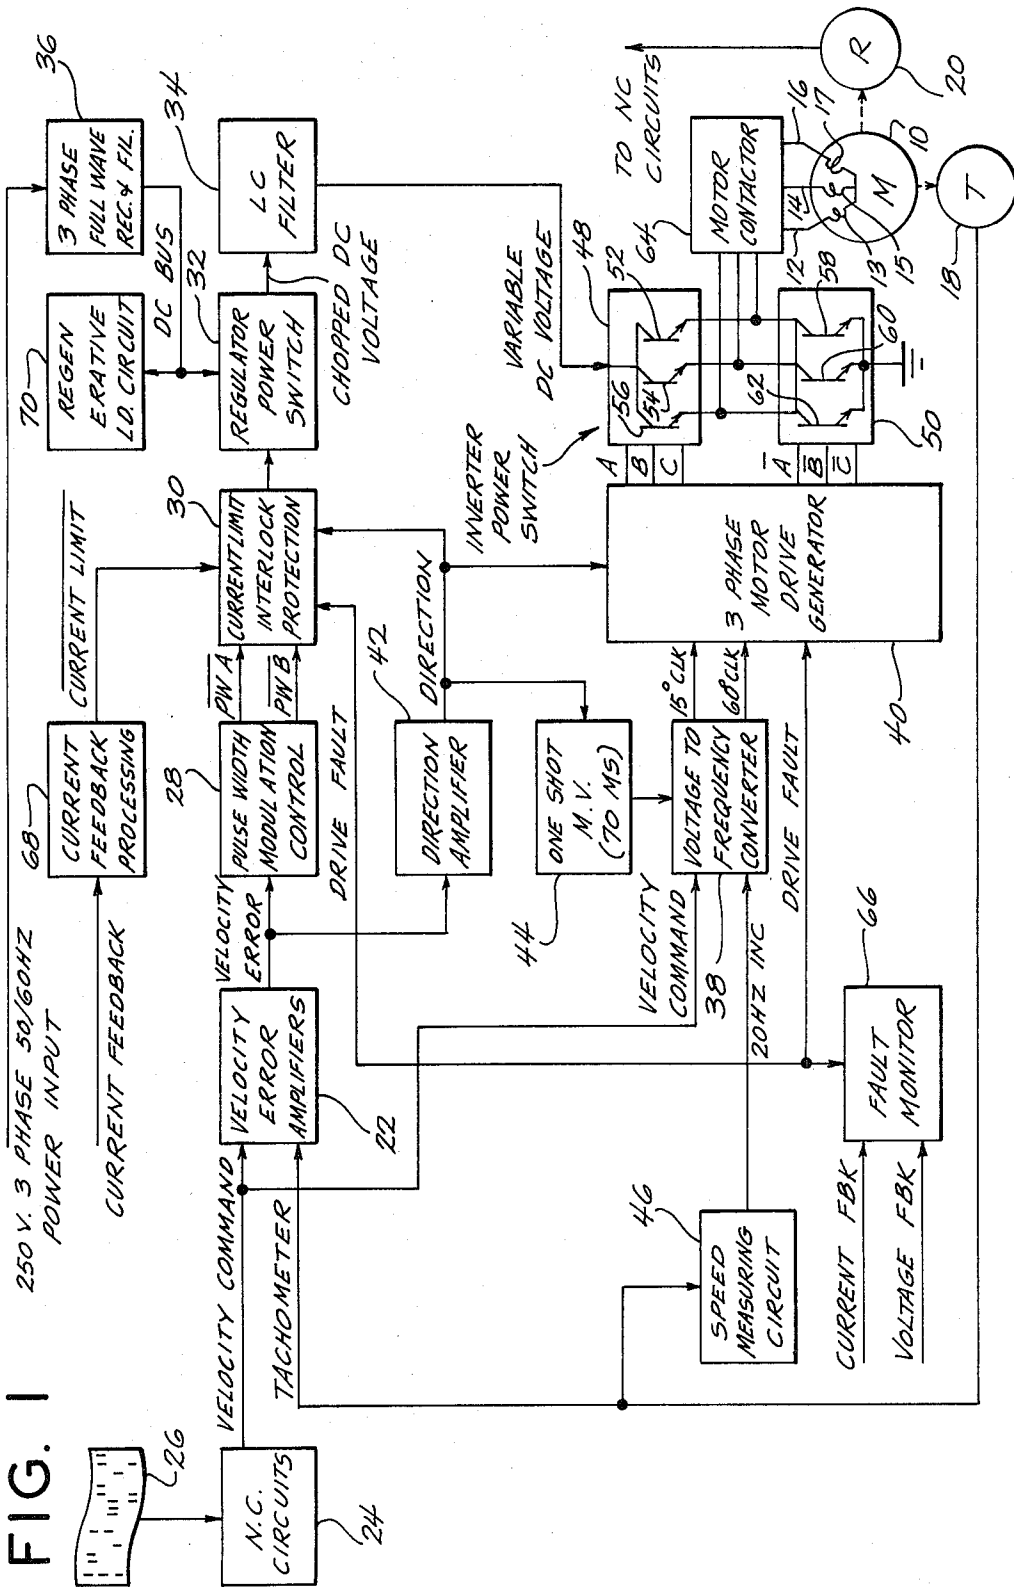 FIG. 1
250 V. 3 PHASE 50/60HZ
POWER INPUT
36
3 PHASE
FULL WAVE
REC. & FIL.
70
REGEN
ERATIVE
LD. CIRCUIT
DC BUS
68
CURRENT
FEEDBACK
PROCESSING
CURRENT FEEDBACK
CURRENT LIMIT
26
N.C.
CIRCUITS
24
VELOCITY COMMAND
TACHOMETER
VELOCITY
ERROR
AMPLIFIERS
22
VELOCITY
ERROR
28
PULSE WIDTH
MODULATION
CONTROL
PW A
PW B
30
CURRENT LIMIT
INTERLOCK
PROTECTION
32
REGULATOR
POWER
SWITCH
CHOPPED DC
VOLTAGE
34
LC
FILTER
DRIVE FAULT
42
DIRECTION
AMPLIFIER
DIRECTION
44
ONE SHOT
M.V.
(70 MS)
VELOCITY
COMMAND
38
20HZ INC
VOLTAGE TO
FREQUENCY
CONVERTER
15° CLK
60° CLK
46
SPEED
MEASURING
CIRCUIT
DRIVE FAULT
66
FAULT
MONITOR
CURRENT FBK
VOLTAGE FBK
3 PHASE
MOTOR
DRIVE
GENERATOR
40
INVERTER
POWER
SWITCH
VARIABLE
DC VOLTAGE
A
B
C
A
B
C
48
52
54
156
50
58
60
62
64
MOTOR
CONTACTOR
TO NC
CIRCUITS
12
14
16
13
15
17
M
10
R
20
T
18